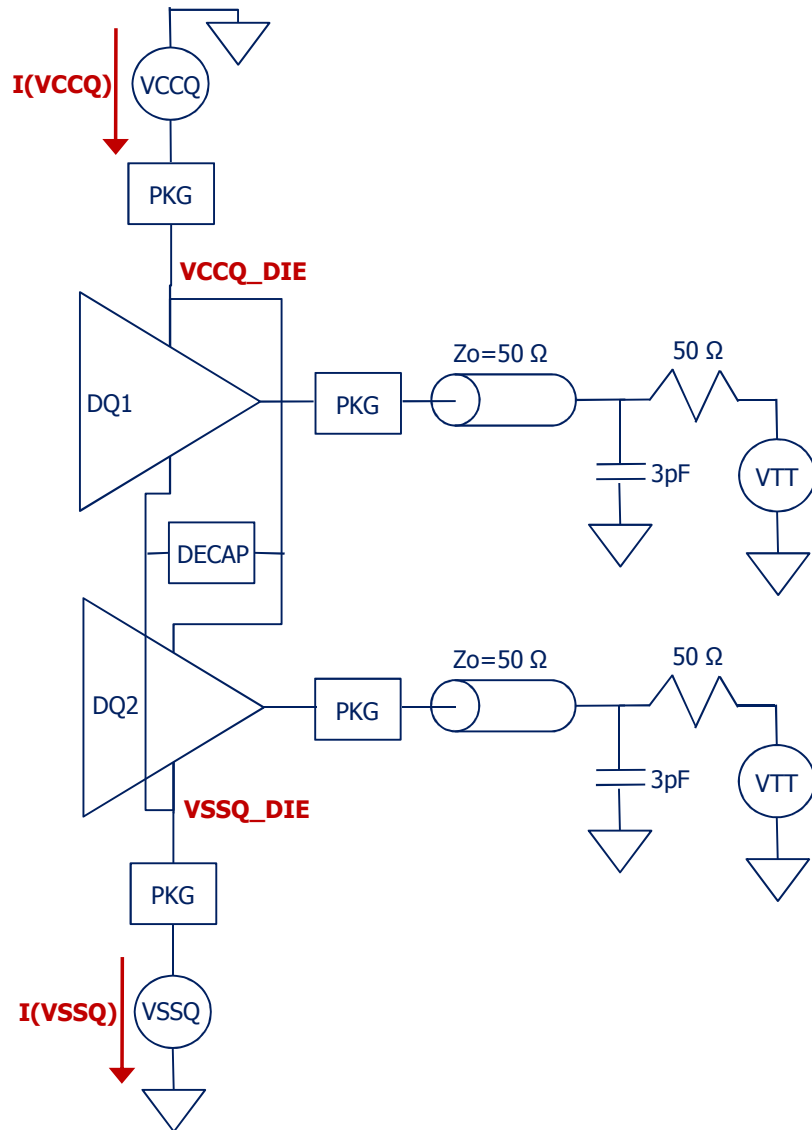 I(VCCQ)
VCCQ
PKG
VCCQ_DIE
DQ1
PKG
Zo=50 Ω
50 Ω
3pF
VTT
DECAP
DQ2
PKG
Zo=50 Ω
50 Ω
3pF
VTT
VSSQ_DIE
PKG
I(VSSQ)
VSSQ